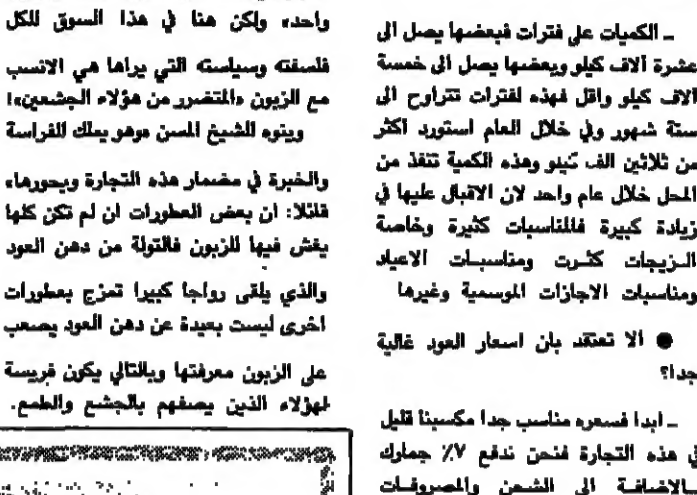 ـ الكميات على فترات فبعضها يصل الى
عشرة آلاف كيلو وبعضها يصل الى خمسة
آلاف كيلو واقل فهذه لفترات تتراوح الى
ستة شهور وفي خلال العام استورد اكثر
من ثلاثين الف كيلو وهذه الكمية تنفذ من
المحل خلال عام واحد لان الاقبال عليها في
زيادة كبيرة فالمناسبات كثيرة وخاصة
الزيجات كثرت ومناسبات الاعياد
ومناسبات الاجازات الموسمية وغيرها
● الا تعتقد بان اسعار العود غالية
جدا؟
ـ ابدا فسعره مناسب جدا مكسبنا قليل
في هذه التجارة فنحن ندفع ٧٪ جمارك
بالاضافة الى الشحن والمصروفات
واحد، ولكن هنا في هذا السوق للكل
فلسفته وسياسته التي يراها هي الانسب
مع الزبون «المتضرر من هؤلاء الجشعين»!
وينوه للشيخ المسن «وهو يملك الفراسة
والخبرة في مضمار هذه التجارة وبحورها»
قائلا: ان بعض العطورات ان لم تكن كلها
يغش فيها للزبون فالتولة من دهن العود
والذي يلقى رواجا كبيرا تمزج بعطورات
اخرى ليست بعيدة عن دهن العود يصعب
على الزبون معرفتها وبالتالي يكون فريسة
لهؤلاء الذين يصفهم بالجشع والطمع.